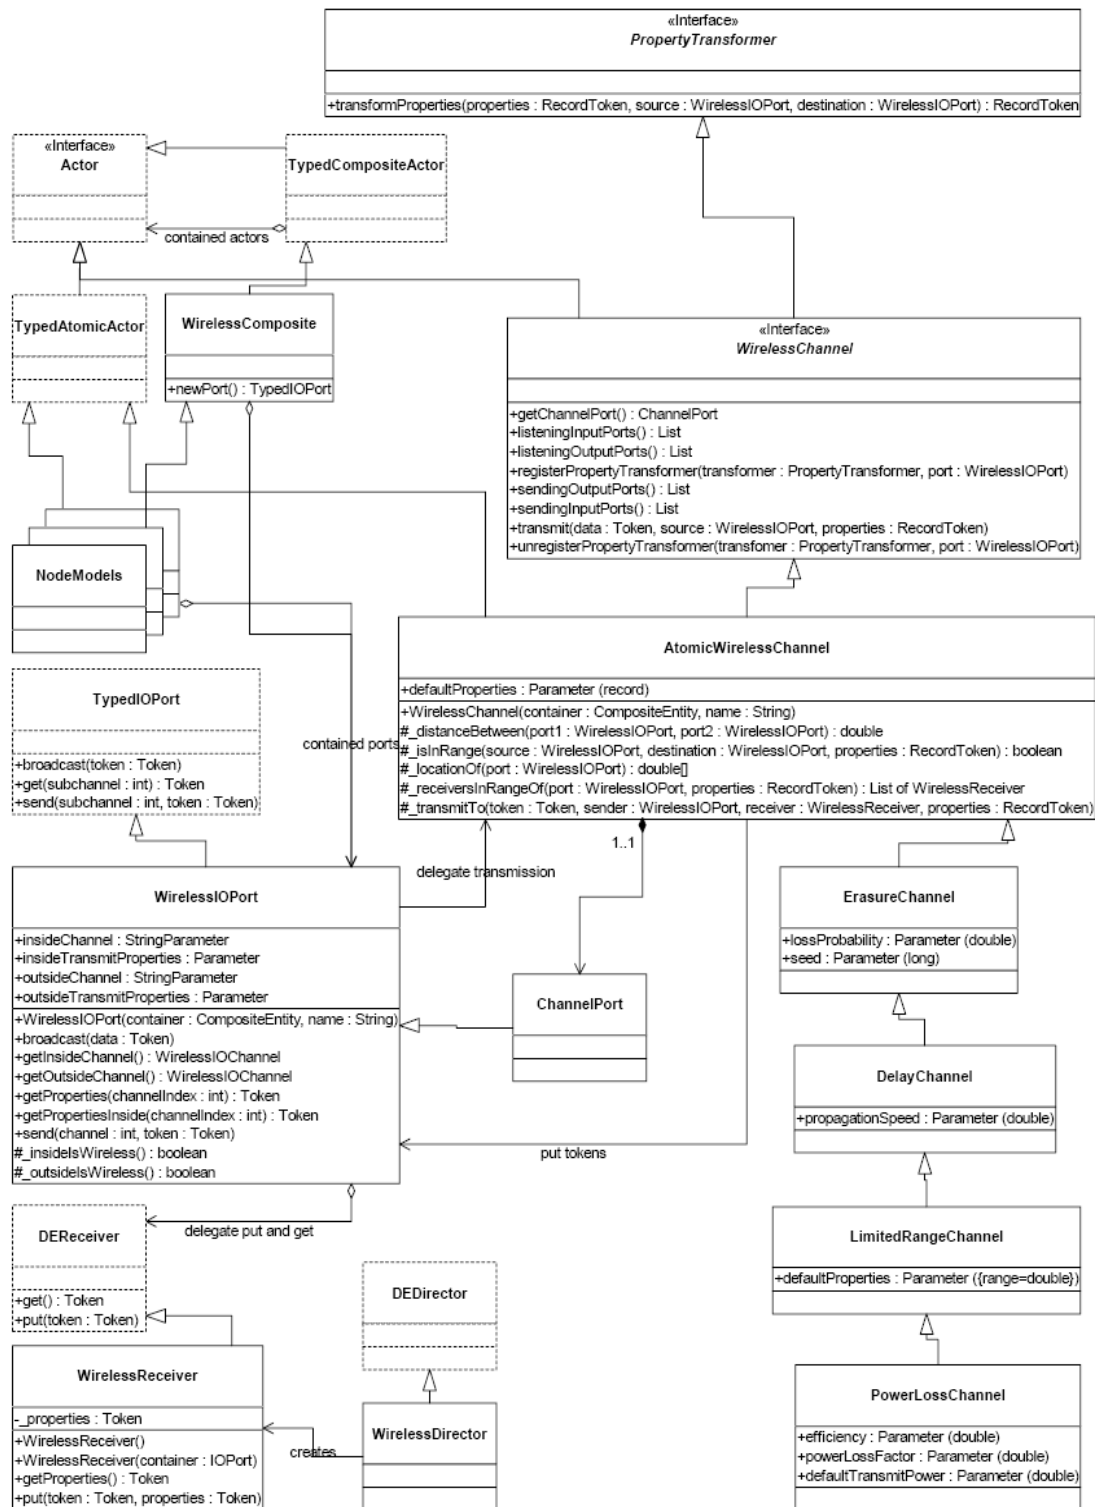 «Interface»
PropertyTransformer
+transformProperties(properties : RecordToken, source : WirelessIOPort, destination : WirelessIOPort) : RecordToken
«Interface»
Actor
TypedCompositeActor
contained actors
TypedAtomicActor
WirelessComposite
+newPort() : TypedIOPort
«Interface»
WirelessChannel
+getChannelPort() : ChannelPort
+listeningInputPorts() : List
+listeningOutputPorts() : List
+registerPropertyTransformer(transformer : PropertyTransformer, port : WirelessIOPort)
+sendingOutputPorts() : List
+sendingInputPorts() : List
+transmit(data : Token, source : WirelessIOPort, properties : RecordToken)
+unregisterPropertyTransformer(transfomer : PropertyTransformer, port : WirelessIOPort)
NodeModels
AtomicWirelessChannel
+defaultProperties : Parameter (record)
+WirelessChannel(container : CompositeEntity, name : String)
#_distanceBetween(port1 : WirelessIOPort, port2 : WirelessIOPort) : double
#_isInRange(source : WirelessIOPort, destination : WirelessIOPort, properties : RecordToken) : boolean
#_locationOf(port : WirelessIOPort) : double[]
#_receiversInRangeOf(port : WirelessIOPort, properties : RecordToken) : List of WirelessReceiver
#_transmitTo(token : Token, sender : WirelessIOPort, receiver : WirelessReceiver, properties : RecordToken)
TypedIOPort
+broadcast(token : Token)
+get(subchannel : int) : Token
+send(subchannel : int, token : Token)
contained ports
1..1
delegate transmission
WirelessIOPort
+insideChannel : StringParameter
+insideTransmitProperties : Parameter
+outsideChannel : StringParameter
+outsideTransmitProperties : Parameter
+WirelessIOPort(container : CompositeEntity, name : String)
+broadcast(data : Token)
+getInsideChannel() : WirelessIOChannel
+getOutsideChannel() : WirelessIOChannel
+getProperties(channelIndex : int) : Token
+getPropertiesInside(channelIndex : int) : Token
+send(channel : int, token : Token)
#_insideIsWireless() : boolean
#_outsideIsWireless() : boolean
ChannelPort
put tokens
ErasureChannel
+lossProbability : Parameter (double)
+seed : Parameter (long)
DelayChannel
+propagationSpeed : Parameter (double)
LimitedRangeChannel
+defaultProperties : Parameter ({range=double})
PowerLossChannel
+efficiency : Parameter (double)
+powerLossFactor : Parameter (double)
+defaultTransmitPower : Parameter (double)
DEReceiver
+get() : Token
+put(token : Token)
delegate put and get
DEDirector
WirelessReceiver
-_properties : Token
+WirelessReceiver()
+WirelessReceiver(container : IOPort)
+getProperties() : Token
+put(token : Token, properties : Token)
creates
WirelessDirector